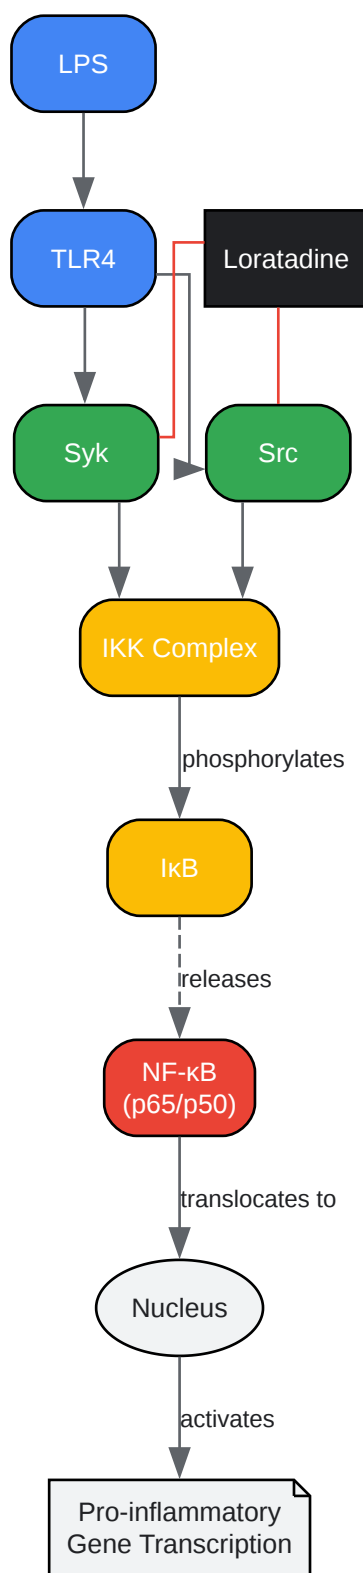 LPS
TLR4
Loratadine
Syk
Src
IKK Complex
phosphorylates
IκB
releases
NF-κB
(p65/p50)
translocates to
Nucleus
activates
Pro-inflammatory
Gene Transcription